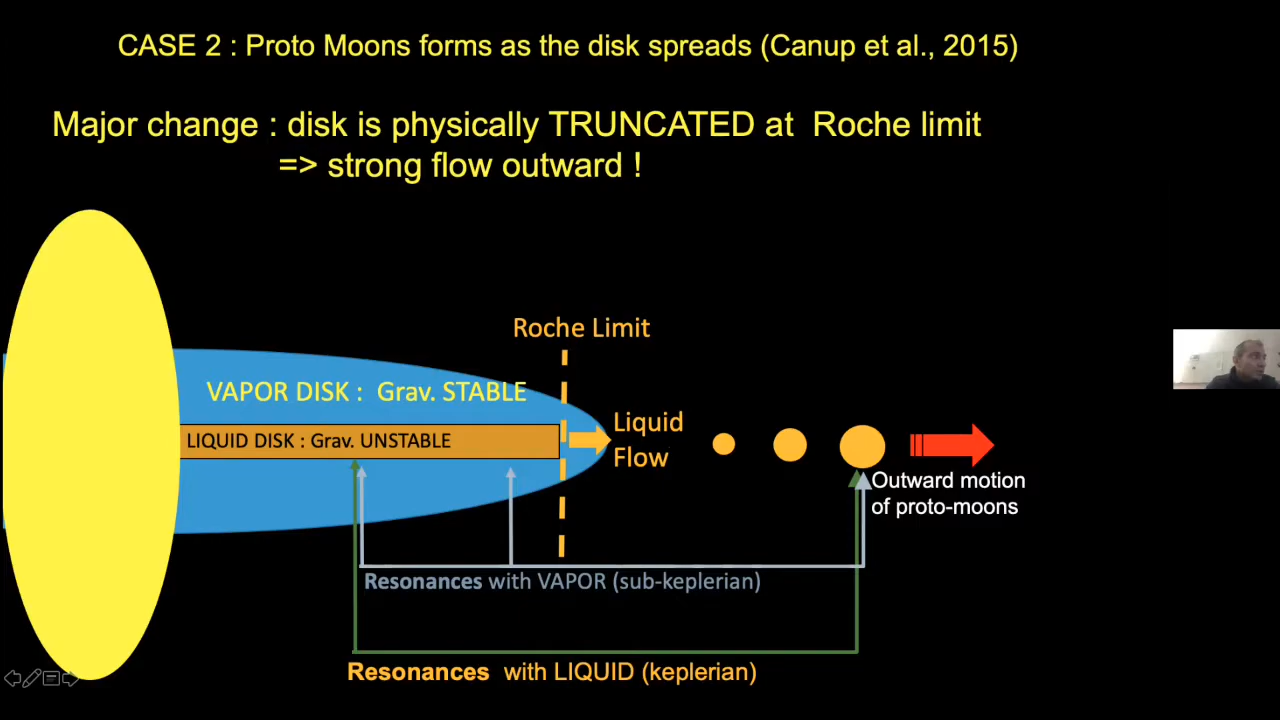 CASE 2 : Proto Moons forms as the disk spreads (Canup et al., 2015)
Major change : disk is physically TRUNCATED at Roche limit
=> strong flow outward !
Roche Limit
VAPOR DISK : Grav. STABLE
LIQUID DISK : Grav. UNSTABLE
Liquid
Flow
Outward motion
of proto-moons
Resonances with VAPOR (sub-keplerian)
Resonances with LIQUID (keplerian)